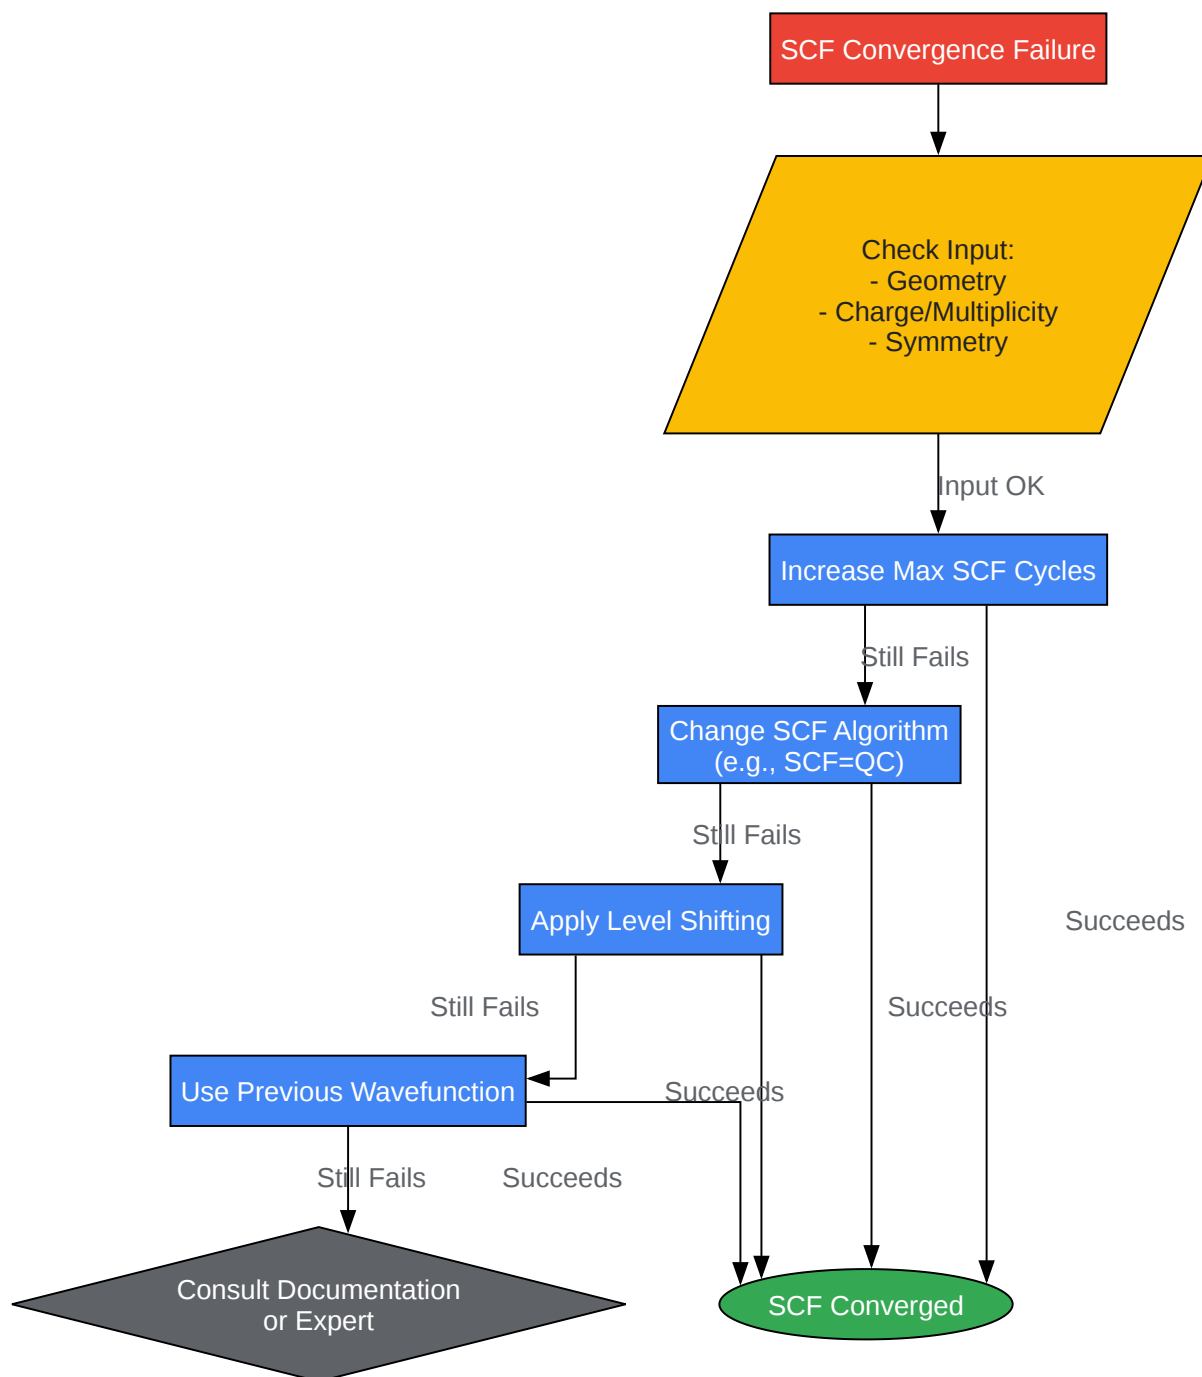 SCF Convergence Failure
Check Input:
- Geometry
- Charge/Multiplicity
- Symmetry
Input OK
Increase Max SCF Cycles
Still Fails
Change SCF Algorithm
(e.g., SCF=QC)
Still Fails
Apply Level Shifting
Succeeds
Still Fails
Succeeds
Use Previous Wavefunction
Succeeds
Still Fails
Succeeds
Consult Documentation
or Expert
SCF Converged